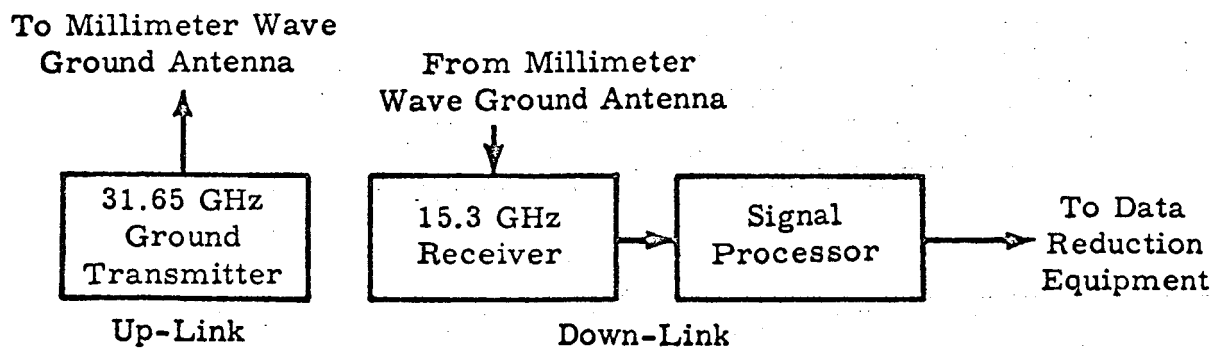 To Millimeter Wave
Ground Antenna
31.65 GHz
Ground
Transmitter
Up-Link
From Millimeter
Wave Ground Antenna
15.3 GHz
Receiver
Signal
Processor
To Data
Reduction
Equipment
Down-Link